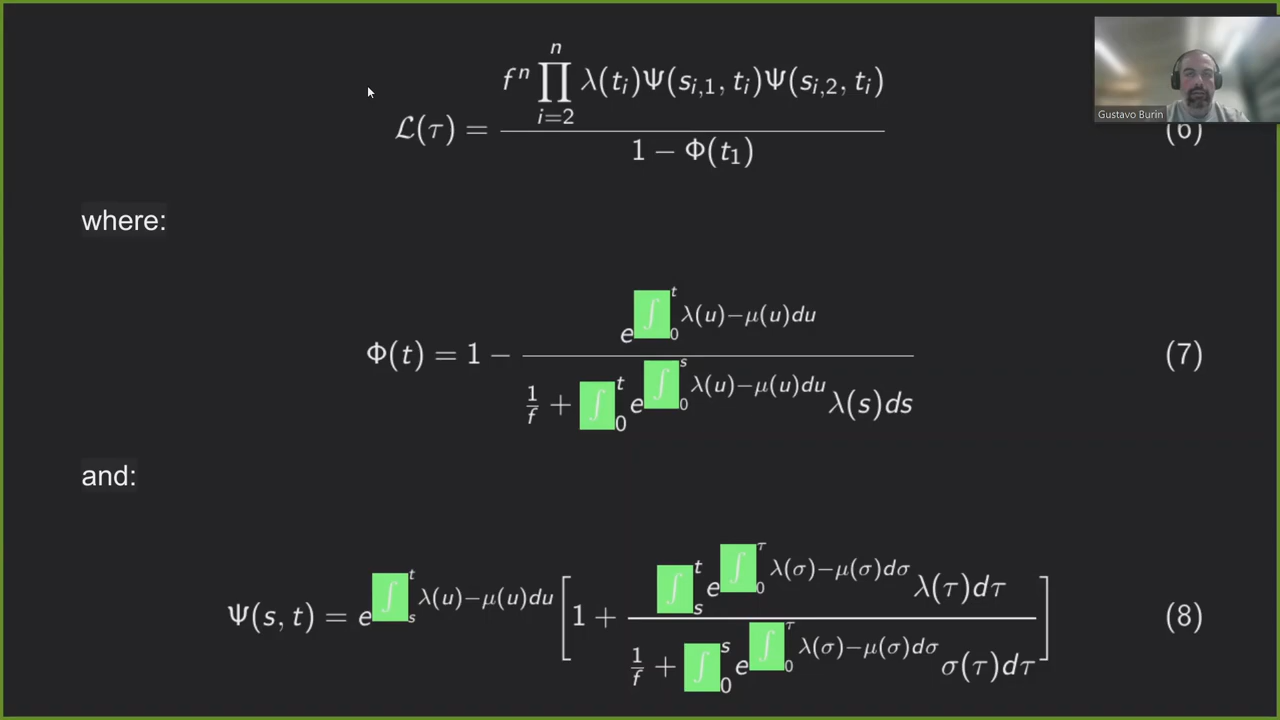 Gustavo Burin
ℒ(τ) = fⁿ ∏_{i=2}^{n} λ(t_i)Ψ(s_{i,1}, t_i)Ψ(s_{i,2}, t_i) / 1 − Φ(t_1) (6)
where:
Φ(t) = 1 − e^{∫_0^t λ(u)−μ(u)du} / 1/f + ∫_0^t e^{∫_0^s λ(u)−μ(u)du} λ(s)ds (7)
and:
Ψ(s, t) = e^{∫_s^t λ(u)−μ(u)du} [1 + ∫_s^t e^{∫_0^τ λ(σ)−μ(σ)dσ} λ(τ)dτ / 1/f + ∫_0^s e^{∫_0^τ λ(σ)−μ(σ)dσ} σ(τ)dτ] (8)